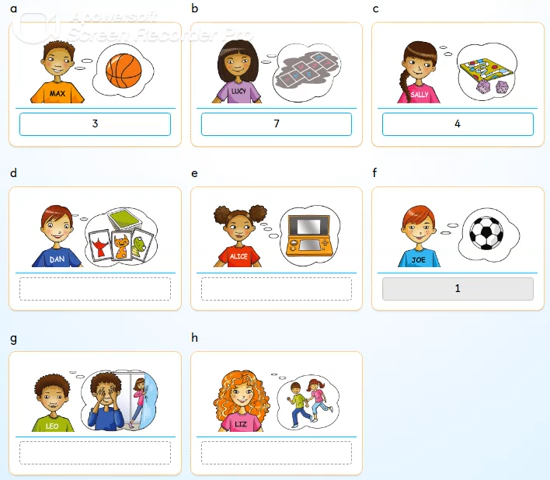 Apowersoft
Screen Recorder Pro
a
b
c
MAX
LUCY
SALLY
3
7
4
d
e
f
DAN
ALICE
JOE
1
g
h
LEO
LIZ